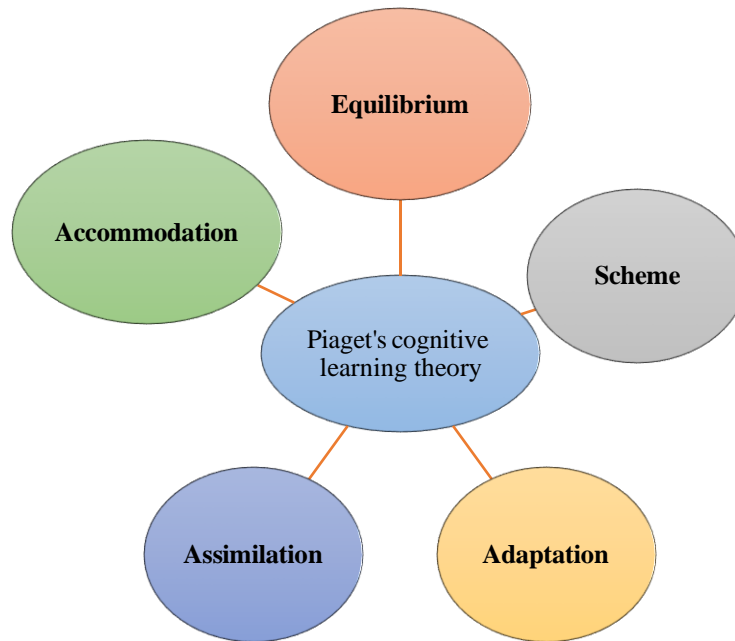 Equilibrium
Accommodation
Scheme
Piaget's cognitive
learning theory
Assimilation
Adaptation